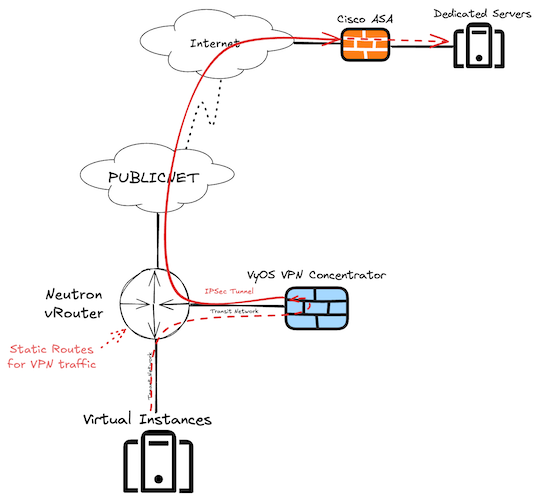 Dedicated Servers
Cisco ASA
Internet
PUBLICNET
VyOS VPN Concentrator
IPSec Tunnel
Neutron
vRouter
Transit Network
Static Routes
for VPN traffic
Network
Virtual Instances